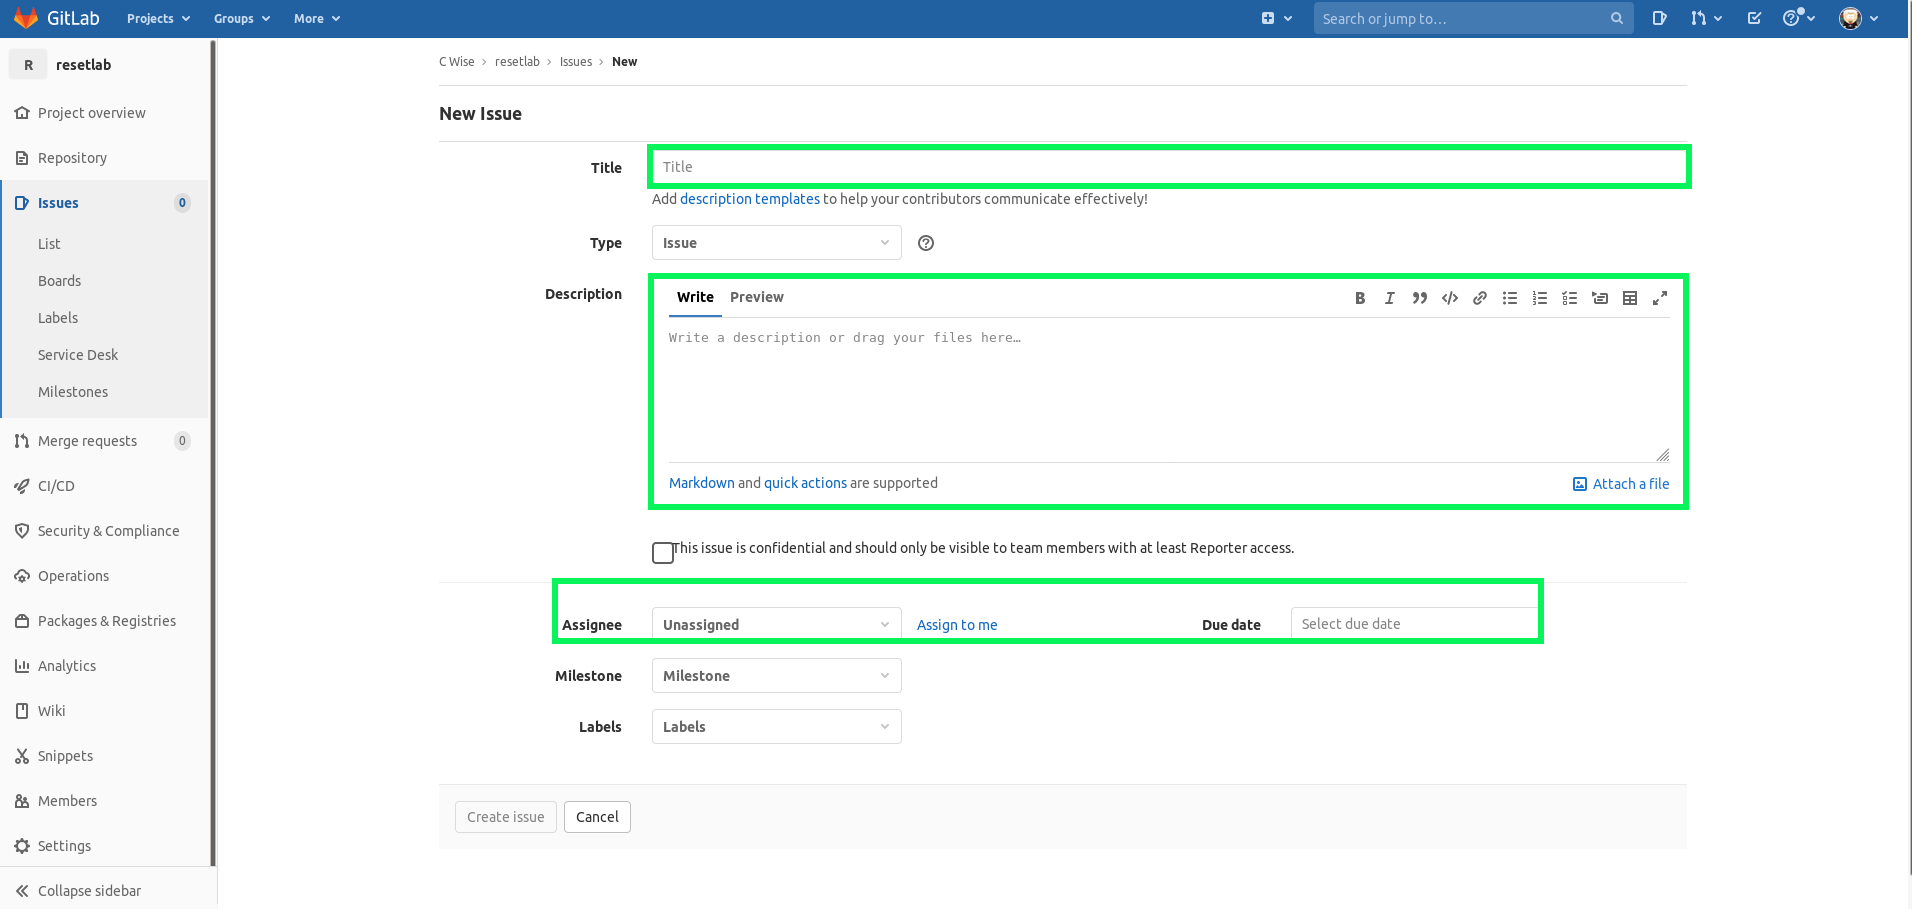 GitLab Projects Groups More Search or jump to…
R resetlab
Project overview
Repository
Issues 0
List
Boards
Labels
Service Desk
Milestones
Merge requests 0
CI/CD
Security & Compliance
Operations
Packages & Registries
Analytics
Wiki
Snippets
Members
Settings
Collapse sidebar
C Wise › resetlab › Issues › New
New Issue
Title Title
Add description templates to help your contributors communicate effectively!
Type Issue
Description Write Preview
Write a description or drag your files here…
Markdown and quick actions are supported Attach a file
This issue is confidential and should only be visible to team members with at least Reporter access.
Assignee Unassigned Assign to me Due date Select due date
Milestone Milestone
Labels Labels
Create issue Cancel